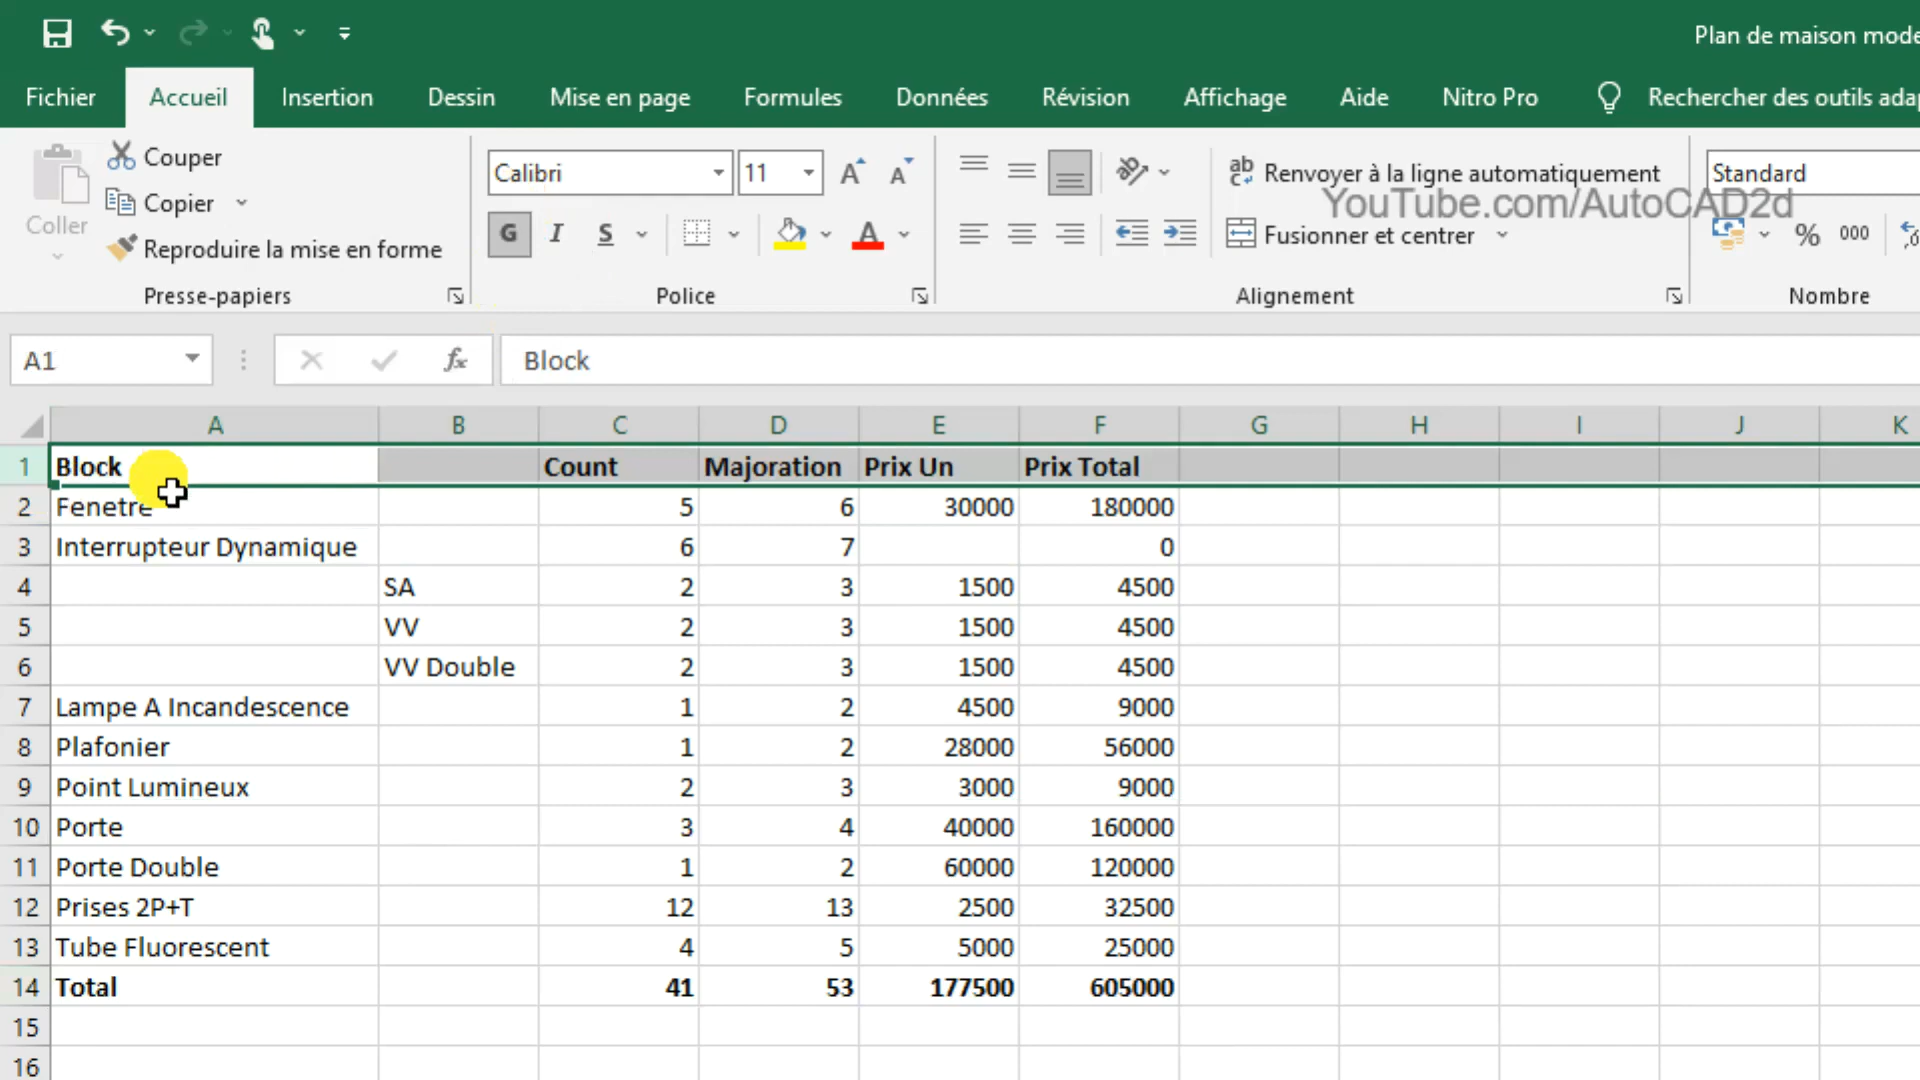 Plan de maison mode
Fichier Accueil Insertion Dessin Mise en page Formules Données Révision Affichage Aide Nitro Pro Rechercher des outils adap
Coller
Couper
Copier
Reproduire la mise en forme
Presse-papiers
Calibri 11
G I S A
Police
Renvoyer à la ligne automatiquement
Fusionner et centrer
Alignement
Standard
% 000
Nombre
YouTube.com/AutoCAD2d
A1 fx Block
A B C D E F G H I J K
1 Block Count Majoration Prix Un Prix Total
2 Fenetre 5 6 30000 180000
3 Interrupteur Dynamique 6 7 0
4 SA 2 3 1500 4500
5 VV 2 3 1500 4500
6 VV Double 2 3 1500 4500
7 Lampe A Incandescence 1 2 4500 9000
8 Plafonier 1 2 28000 56000
9 Point Lumineux 2 3 3000 9000
10 Porte 3 4 40000 160000
11 Porte Double 1 2 60000 120000
12 Prises 2P+T 12 13 2500 32500
13 Tube Fluorescent 4 5 5000 25000
14 Total 41 53 177500 605000
15
16